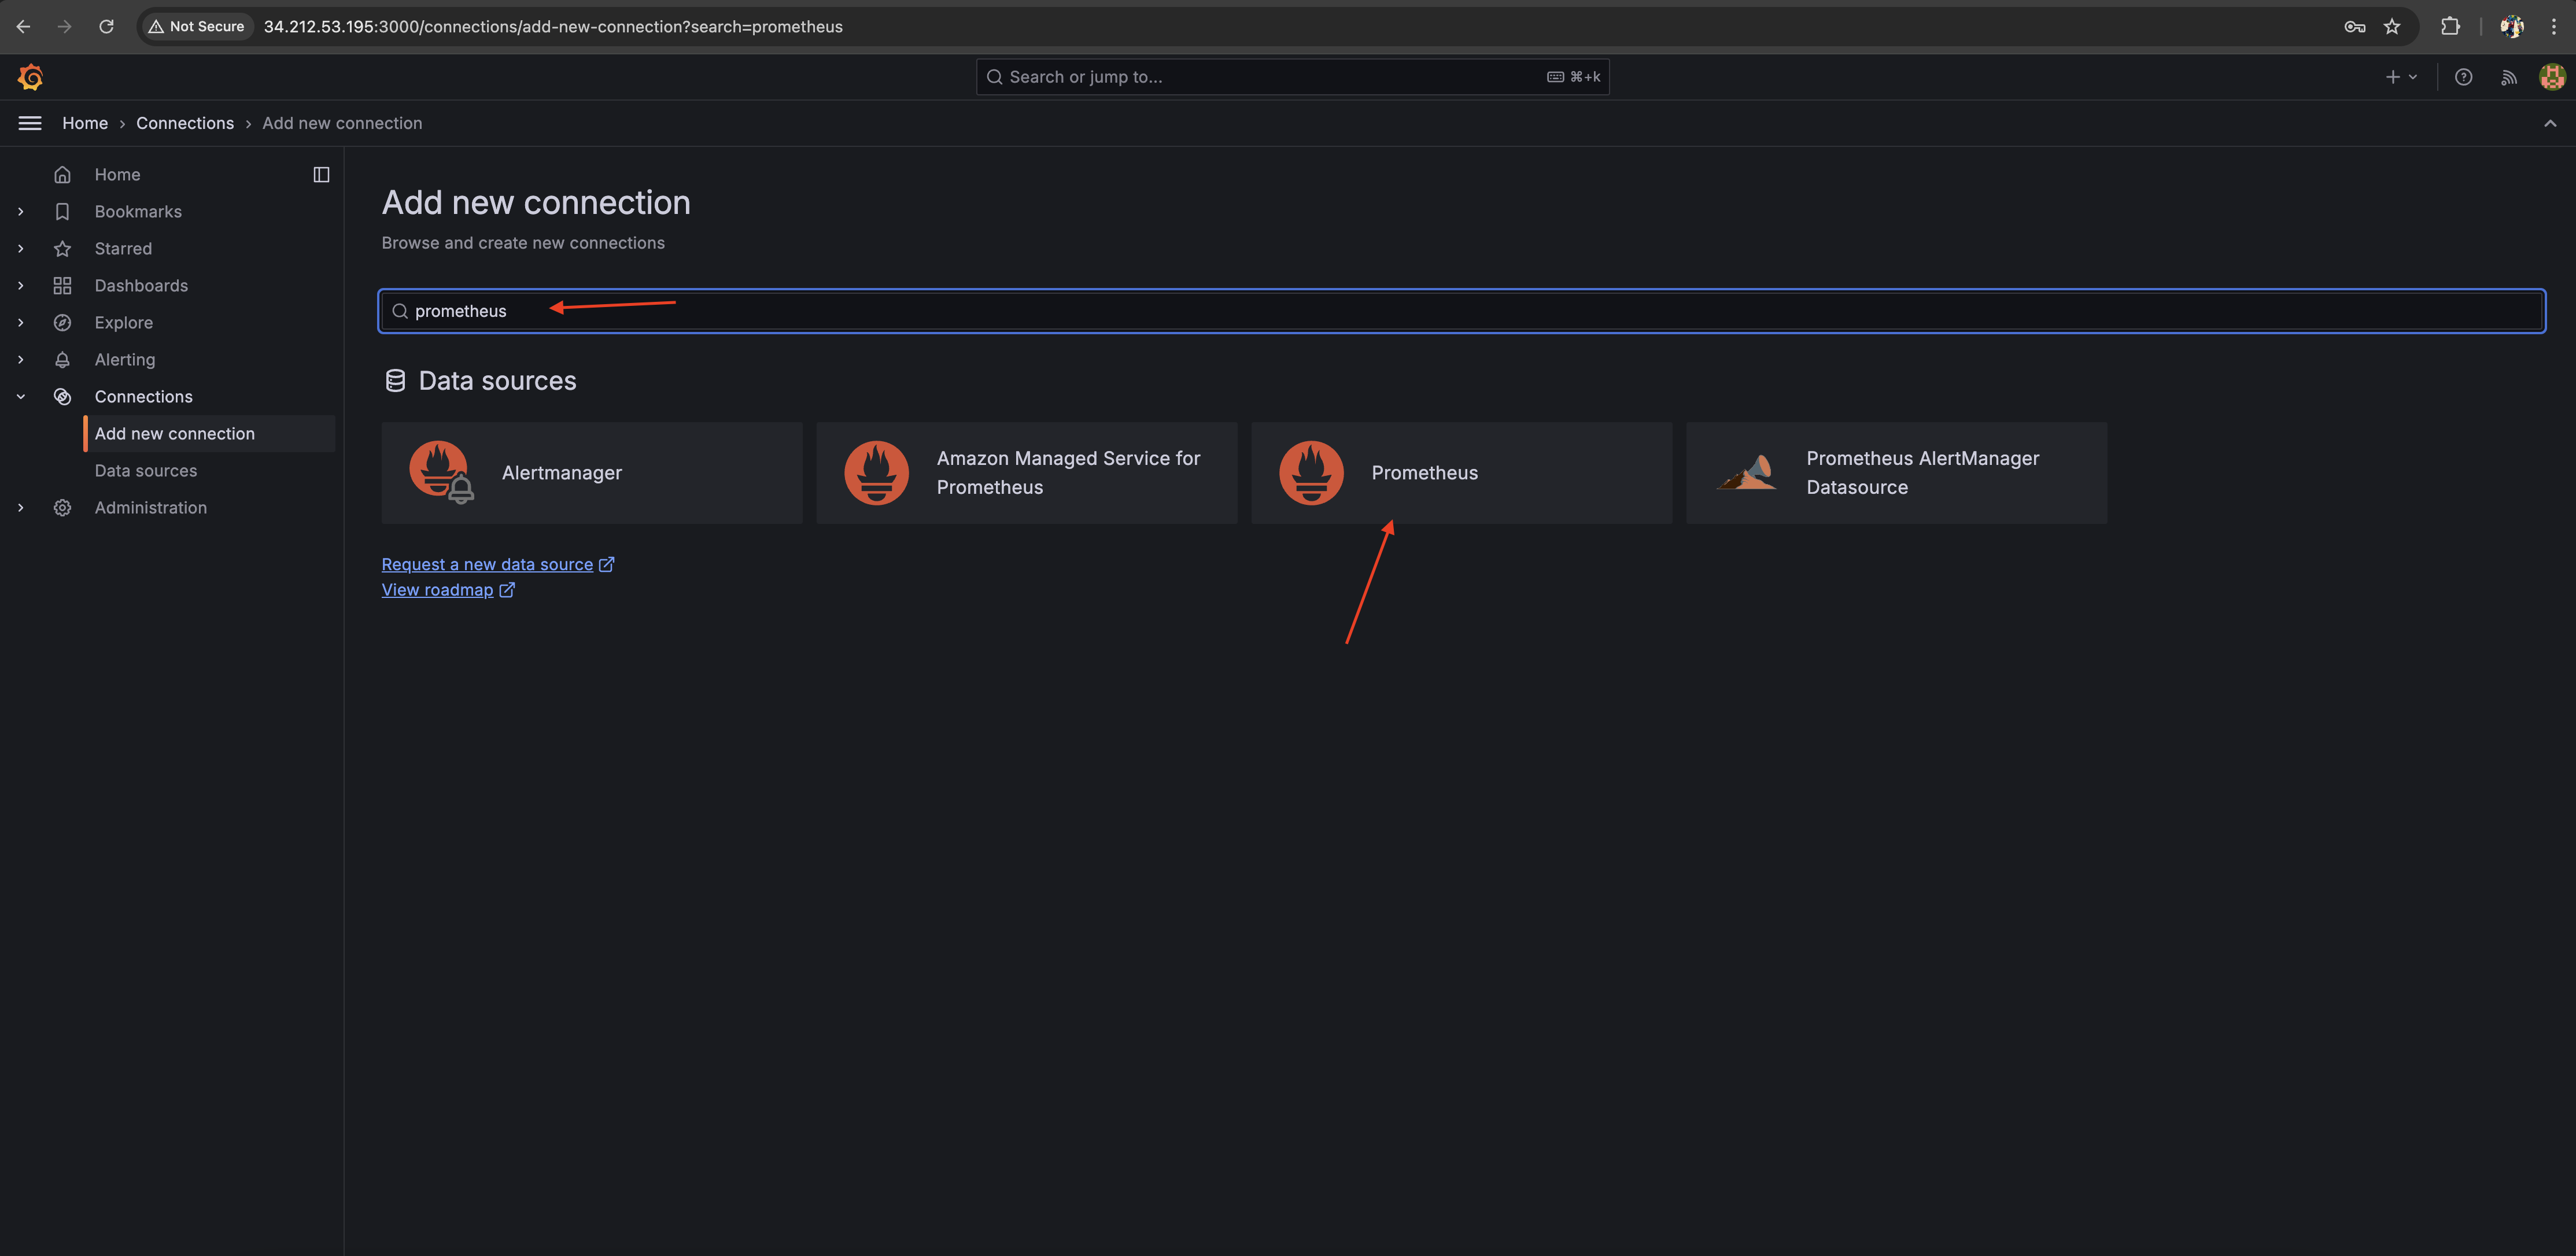 Not Secure
34.212.53.195:3000/connections/add-new-connection?search=prometheus
Search or jump to...
⌘+k
Home › Connections › Add new connection
Home
Bookmarks
Starred
Dashboards
Explore
Alerting
Connections
Add new connection
Data sources
Administration
Add new connection
Browse and create new connections
prometheus
Data sources
Alertmanager
Amazon Managed Service for
Prometheus
Prometheus
Prometheus AlertManager
Datasource
Request a new data source
View roadmap